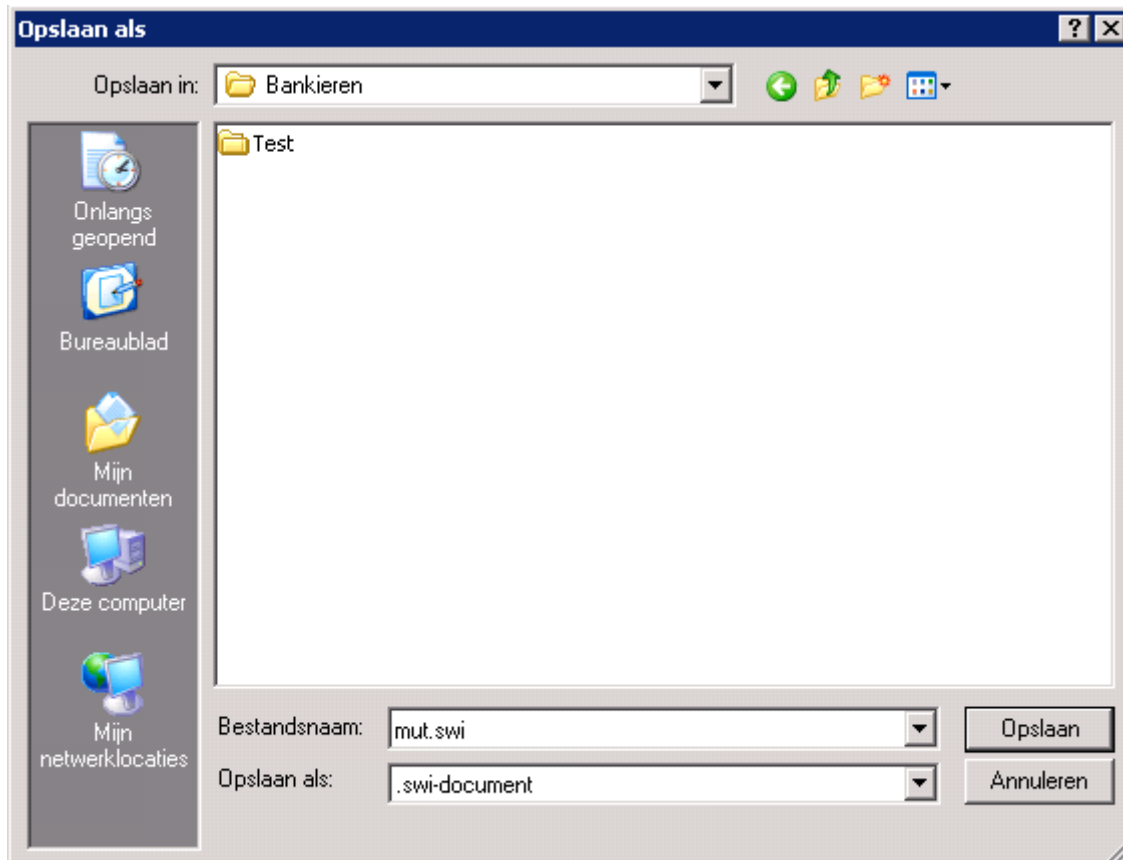 Opslaan als
Opslaan in:
Bankieren
Test
Onlangs
geopend
Bureaublad
Mijn
documenten
Deze computer
Mijn
netwerklocaties
Bestandsnaam:
mut.swi
Opslaan
Opslaan als:
.swi-document
Annuleren